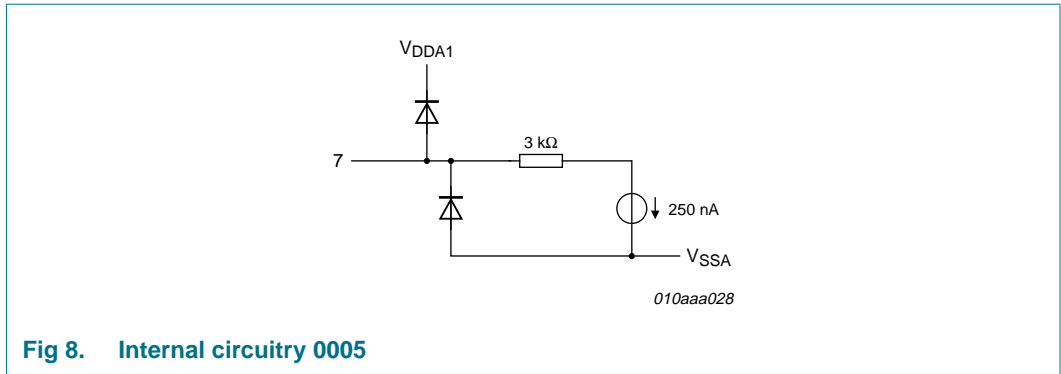 VDDA1
7
3 kΩ
250 nA
VSSA
010aaa028
Fig 8. Internal circuitry 0005